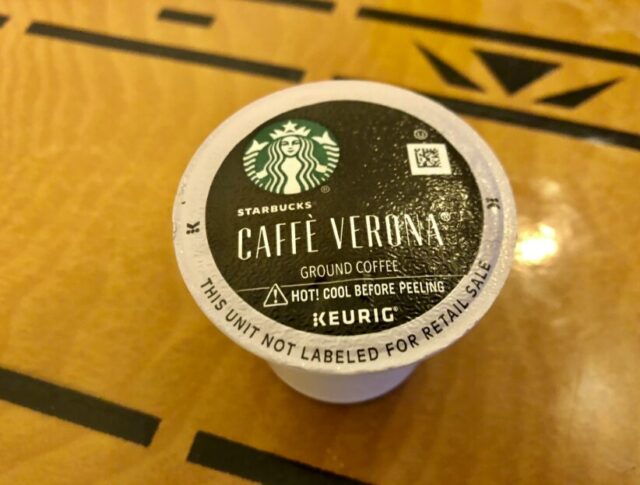 STARBUCKS®
CAFFÈ VERONA®
GROUND COFFEE
HOT! COOL BEFORE PEELING
KEURIG®
THIS UNIT NOT LABELED FOR RETAIL SALE